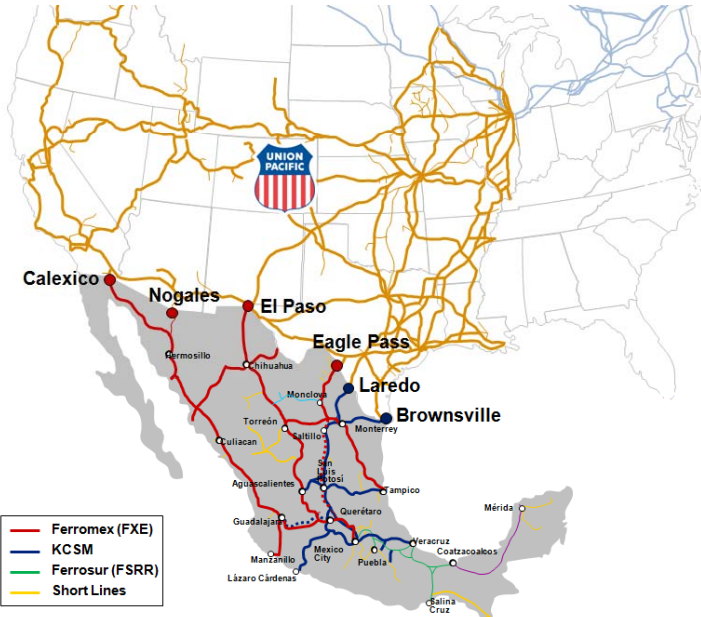 UNION
PACIFIC
Calexico
Nogales
El Paso
Eagle Pass
Laredo
Brownsville
Hermosillo
Chihuahua
Monclova
Torreón
Saltillo
Monterrey
Culiacan
San
Luis
Potosi
Aguascalientes
Tampico
Querétaro
Guadalajara
Mérida
Manzanillo
Mexico
City
Veracruz
Puebla
Coatzacoalcos
Lázaro Cárdenas
Salina
Cruz
Ferromex (FXE)
KCSM
Ferrosur (FSRR)
Short Lines